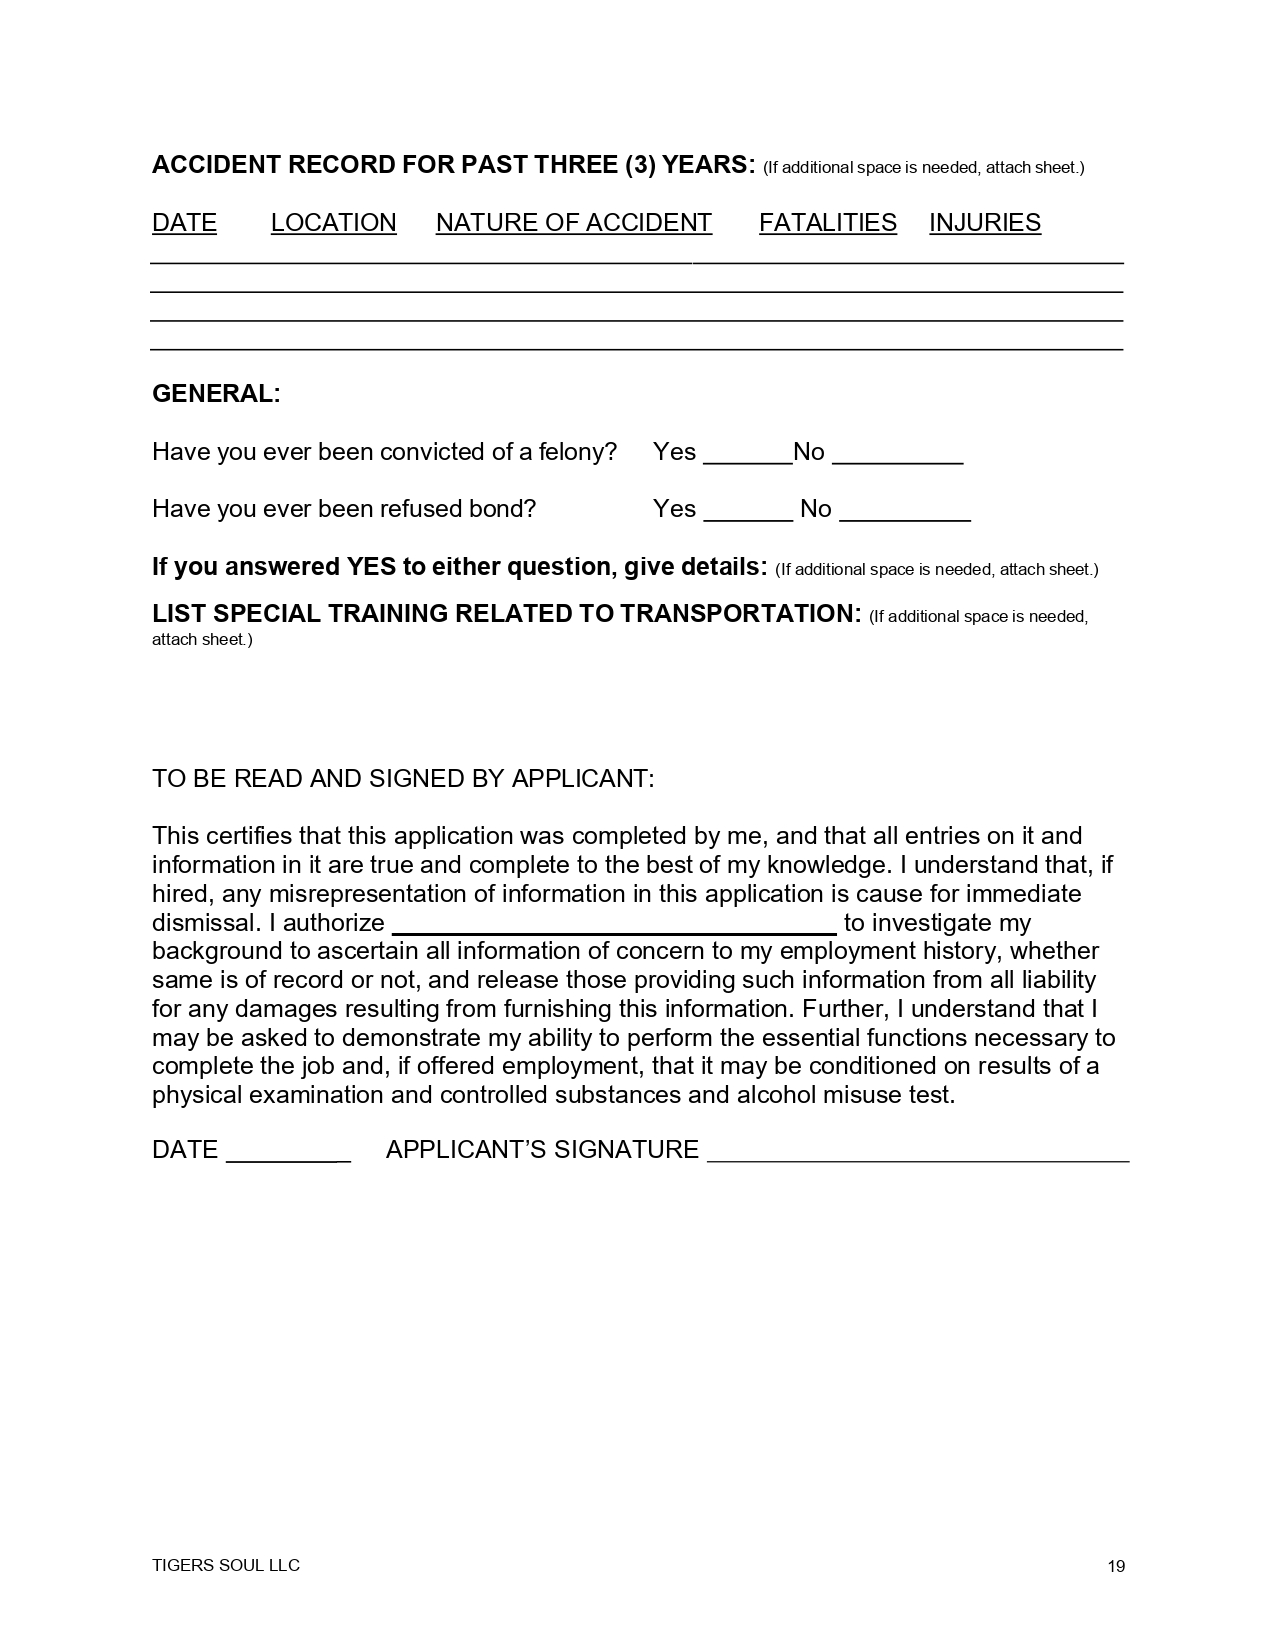 ACCIDENT RECORD FOR PAST THREE (3) YEARS: (If additional space is needed, attach sheet.)
DATE LOCATION NATURE OF ACCIDENT FATALITIES INJURIES
GENERAL:
Have you ever been convicted of a felony? Yes _______No __________
Have you ever been refused bond? Yes _______ No __________
If you answered YES to either question, give details: (If additional space is needed, attach sheet.)
LIST SPECIAL TRAINING RELATED TO TRANSPORTATION: (If additional space is needed,
attach sheet.)
TO BE READ AND SIGNED BY APPLICANT:
This certifies that this application was completed by me, and that all entries on it and
information in it are true and complete to the best of my knowledge. I understand that, if
hired, any misrepresentation of information in this application is cause for immediate
dismissal. I authorize __________________________________ to investigate my
background to ascertain all information of concern to my employment history, whether
same is of record or not, and release those providing such information from all liability
for any damages resulting from furnishing this information. Further, I understand that I
may be asked to demonstrate my ability to perform the essential functions necessary to
complete the job and, if offered employment, that it may be conditioned on results of a
physical examination and controlled substances and alcohol misuse test.
DATE _________ APPLICANT’S SIGNATURE ______________________________
TIGERS SOUL LLC 19